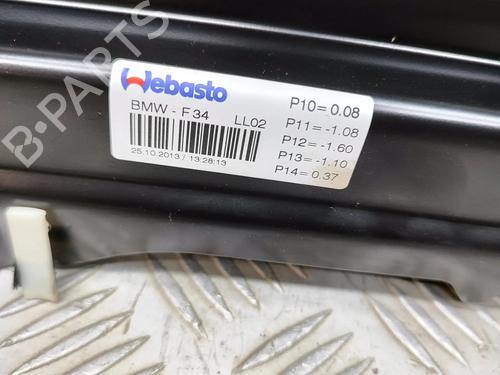 Webasto
BMW - F34
LL02
25.10.2013 / 13:28:13
P10= 0.08
P11= -1.08
P12= -1.60
P13= -1.10
P14= 0.37
B-PARTS